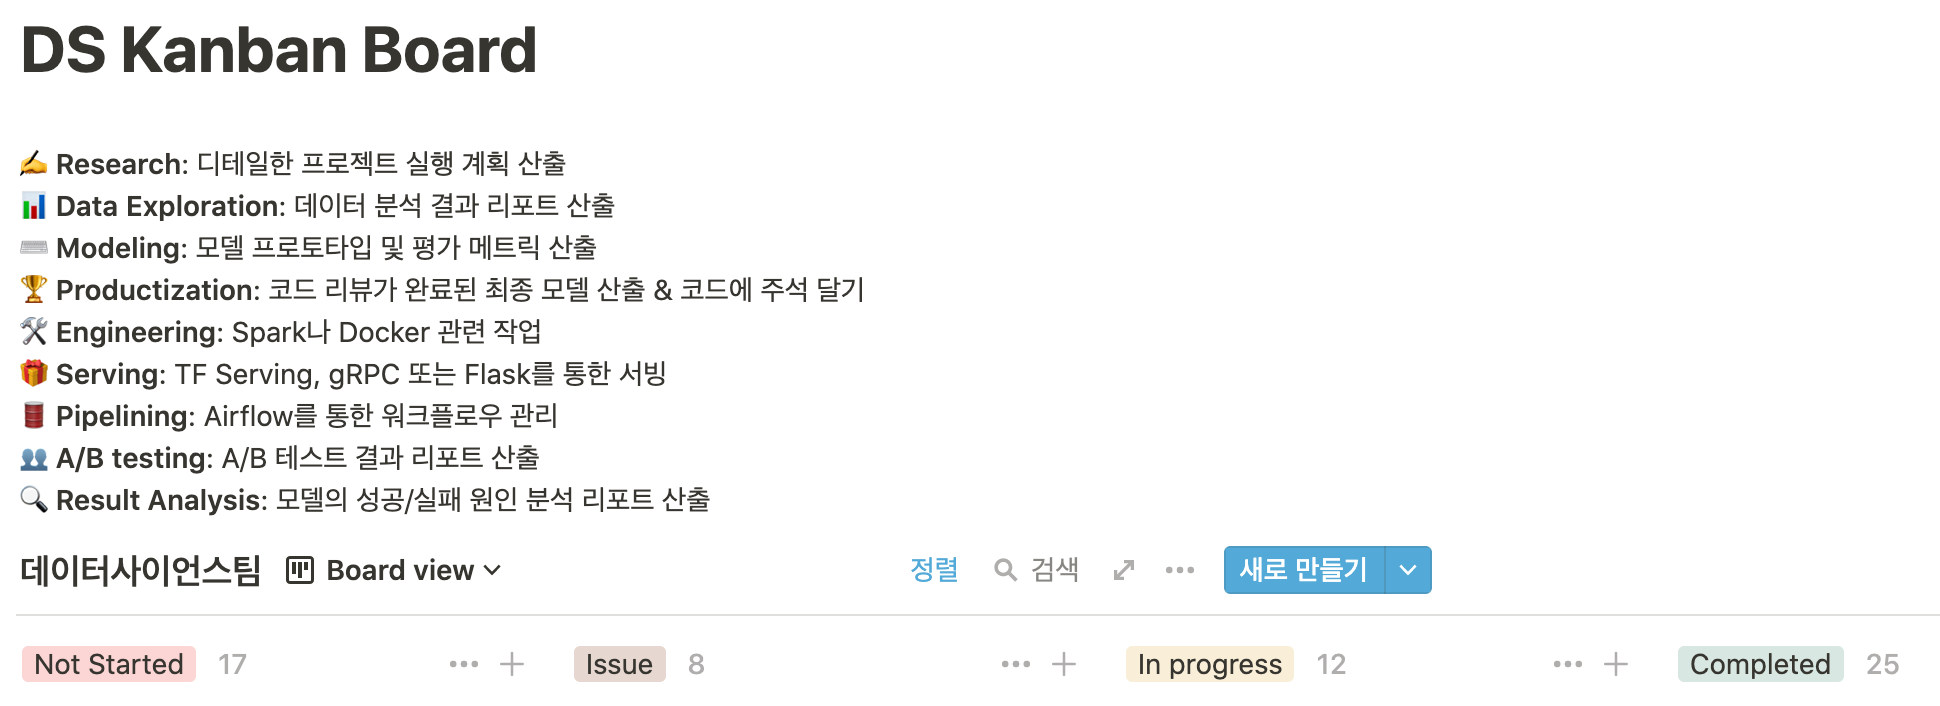 DS Kanban Board
✍️ Research: 디테일한 프로젝트 실행 계획 산출
📊 Data Exploration: 데이터 분석 결과 리포트 산출
⌨️ Modeling: 모델 프로토타입 및 평가 메트릭 산출
🏆 Productization: 코드 리뷰가 완료된 최종 모델 산출 & 코드에 주석 달기
🛠 Engineering: Spark나 Docker 관련 작업
🎁 Serving: TF Serving, gRPC 또는 Flask를 통한 서빙
🛢 Pipelining: Airflow를 통한 워크플로우 관리
👥 A/B testing: A/B 테스트 결과 리포트 산출
🔍 Result Analysis: 모델의 성공/실패 원인 분석 리포트 산출
데이터사이언스팀 Board view 정렬 검색 새로 만들기
Not Started 17 Issue 8 In progress 12 Completed 25